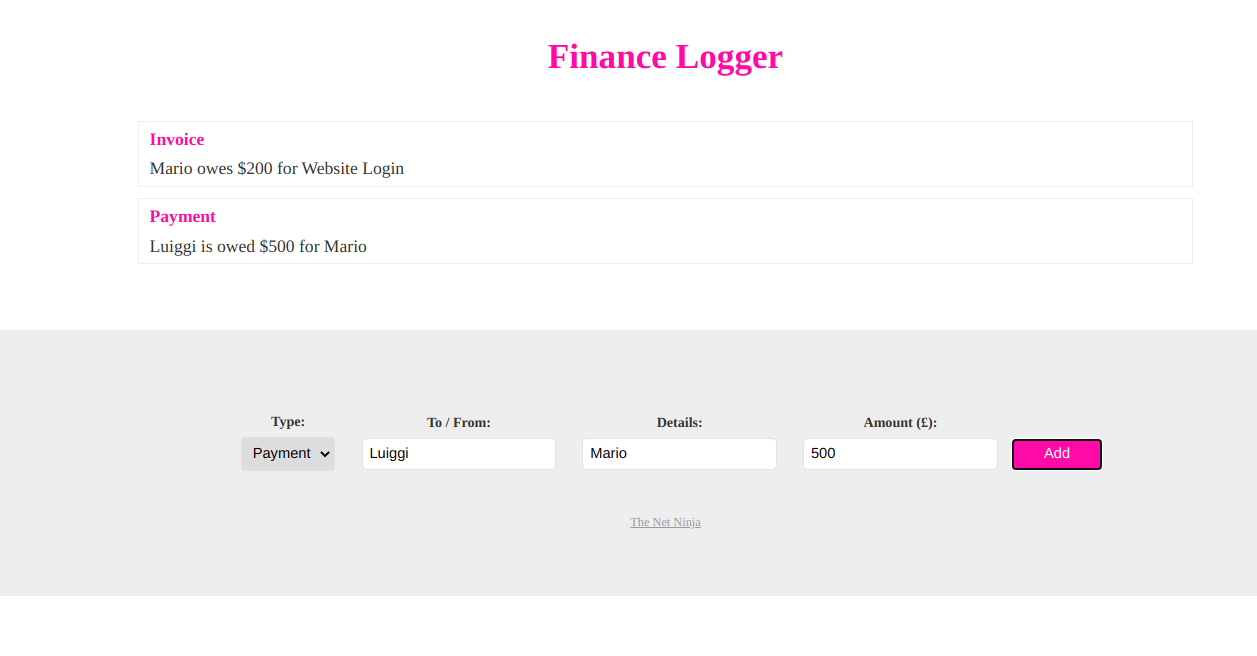 Finance Logger
Invoice
Mario owes $200 for Website Login
Payment
Luiggi is owed $500 for Mario
Type:
To / From:
Details:
Amount (£):
Payment
Luiggi
Mario
500
Add
The Net Ninja